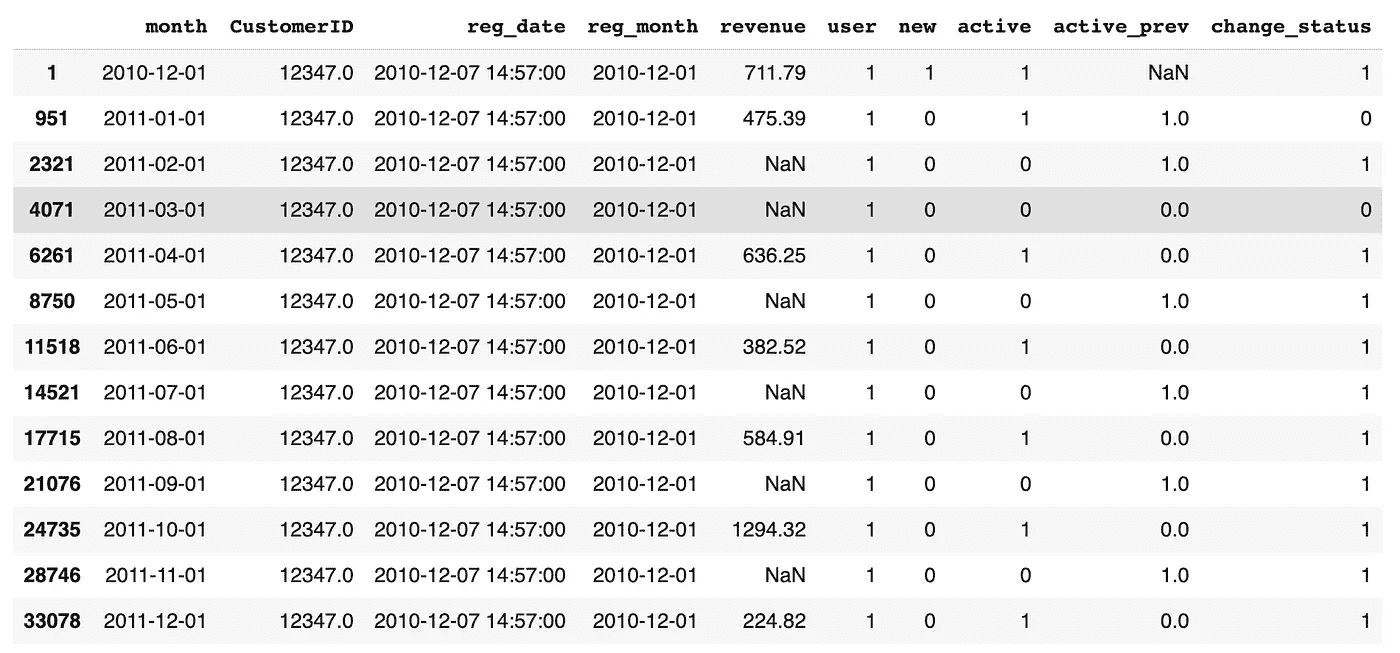 month CustomerID reg_date reg_month revenue user new active active_prev change_status
1 2010-12-01 12347.0 2010-12-07 14:57:00 2010-12-01 711.79 1 1 1 NaN 1
951 2011-01-01 12347.0 2010-12-07 14:57:00 2010-12-01 475.39 1 0 1 1.0 0
2321 2011-02-01 12347.0 2010-12-07 14:57:00 2010-12-01 NaN 1 0 0 1.0 1
4071 2011-03-01 12347.0 2010-12-07 14:57:00 2010-12-01 NaN 1 0 0 0.0 0
6261 2011-04-01 12347.0 2010-12-07 14:57:00 2010-12-01 636.25 1 0 1 0.0 1
8750 2011-05-01 12347.0 2010-12-07 14:57:00 2010-12-01 NaN 1 0 0 1.0 1
11518 2011-06-01 12347.0 2010-12-07 14:57:00 2010-12-01 382.52 1 0 1 0.0 1
14521 2011-07-01 12347.0 2010-12-07 14:57:00 2010-12-01 NaN 1 0 0 1.0 1
17715 2011-08-01 12347.0 2010-12-07 14:57:00 2010-12-01 584.91 1 0 1 0.0 1
21076 2011-09-01 12347.0 2010-12-07 14:57:00 2010-12-01 NaN 1 0 0 1.0 1
24735 2011-10-01 12347.0 2010-12-07 14:57:00 2010-12-01 1294.32 1 0 1 0.0 1
28746 2011-11-01 12347.0 2010-12-07 14:57:00 2010-12-01 NaN 1 0 0 1.0 1
33078 2011-12-01 12347.0 2010-12-07 14:57:00 2010-12-01 224.82 1 0 1 0.0 1